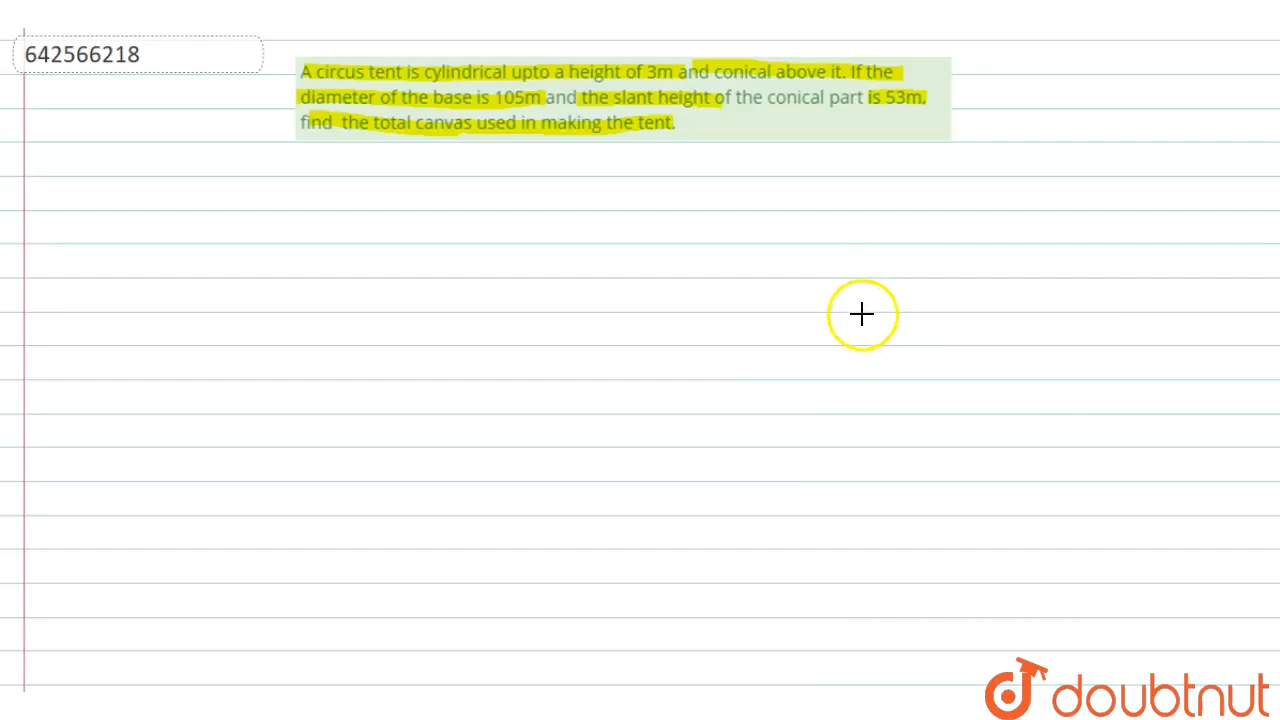 642566218
A circus tent is cylindrical upto a height of 3m and conical above it. If the
diameter of the base is 105m and the slant height of the conical part is 53m,
find the total canvas used in making the tent.
doubtnut